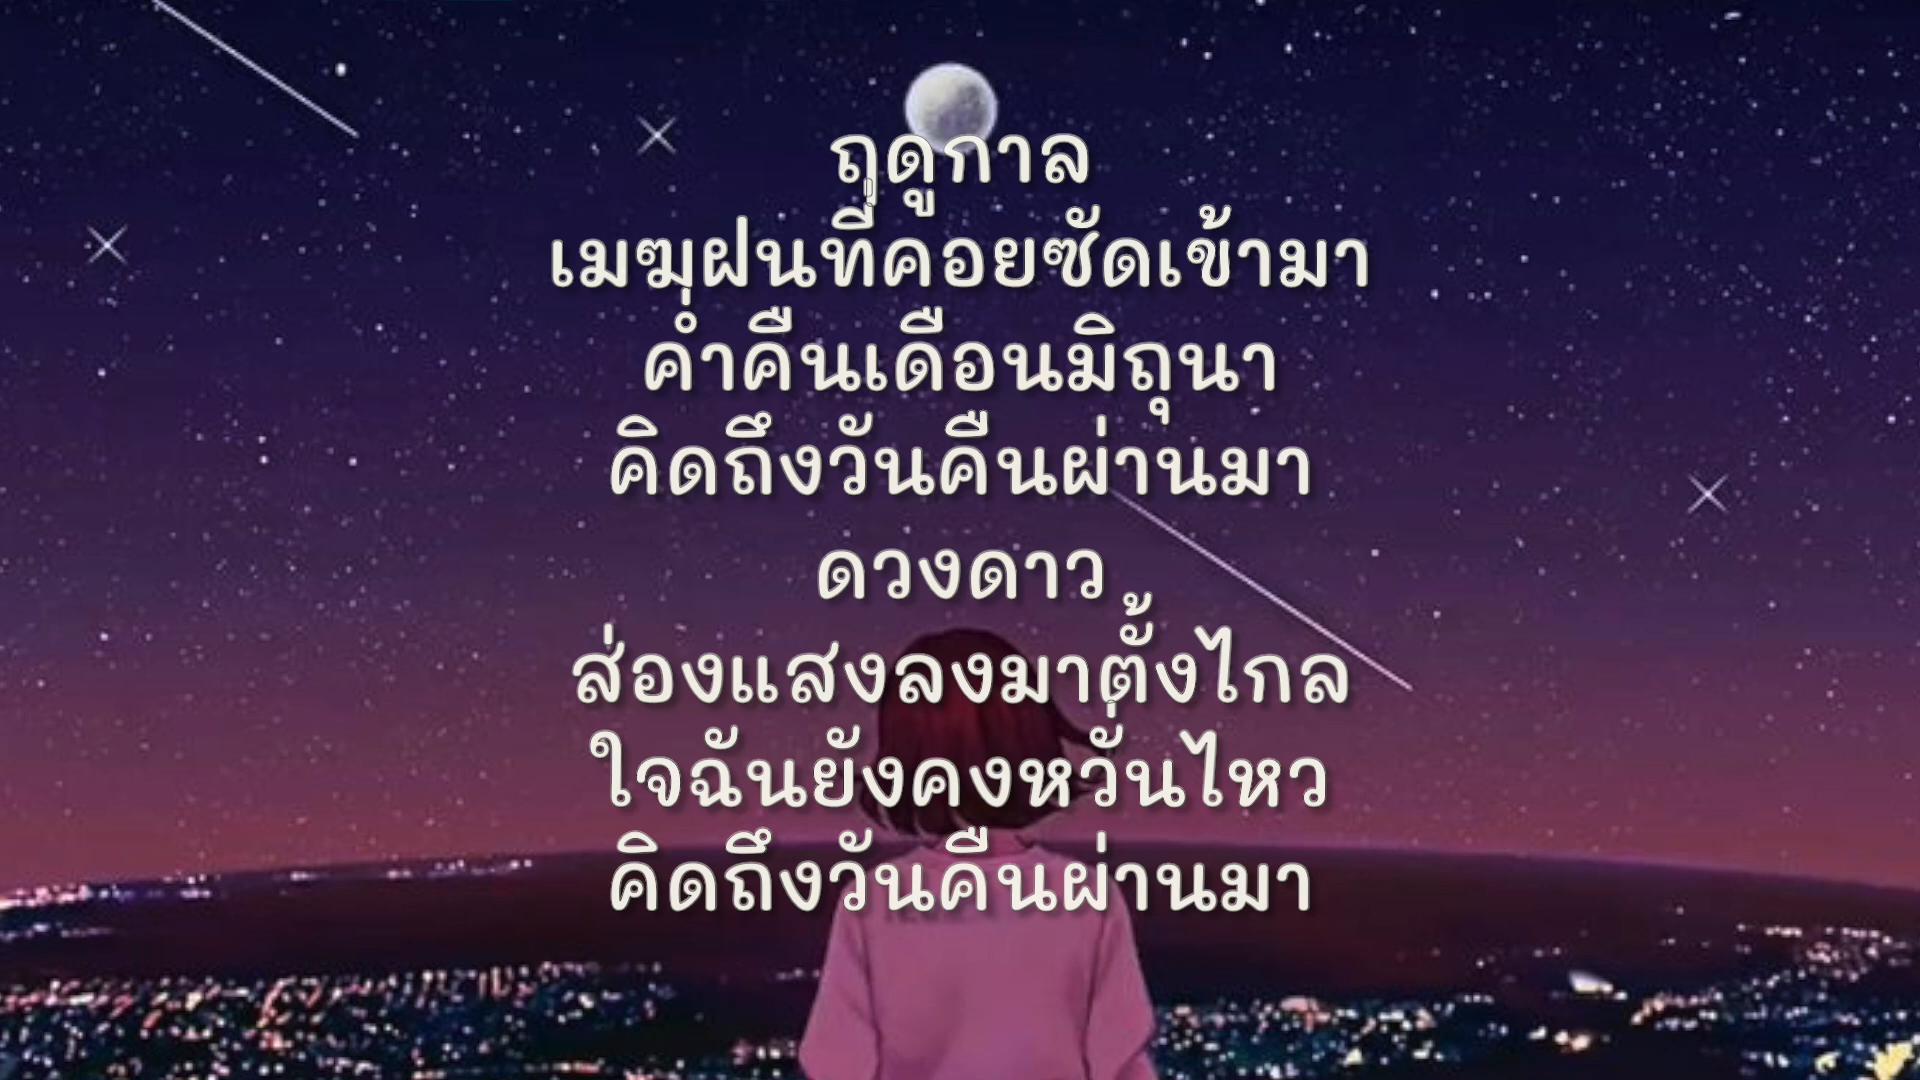 ฤดูกาล
เมฆฝนที่คอยซัดเข้ามา
ค่ำคืนเดือนมิถุนา
คิดถึงวันคืนผ่านมา
ดวงดาว
ส่องแสงลงมาตั้งไกล
ใจฉันยังคงหวั่นไหว
คิดถึงวันคืนผ่านมา